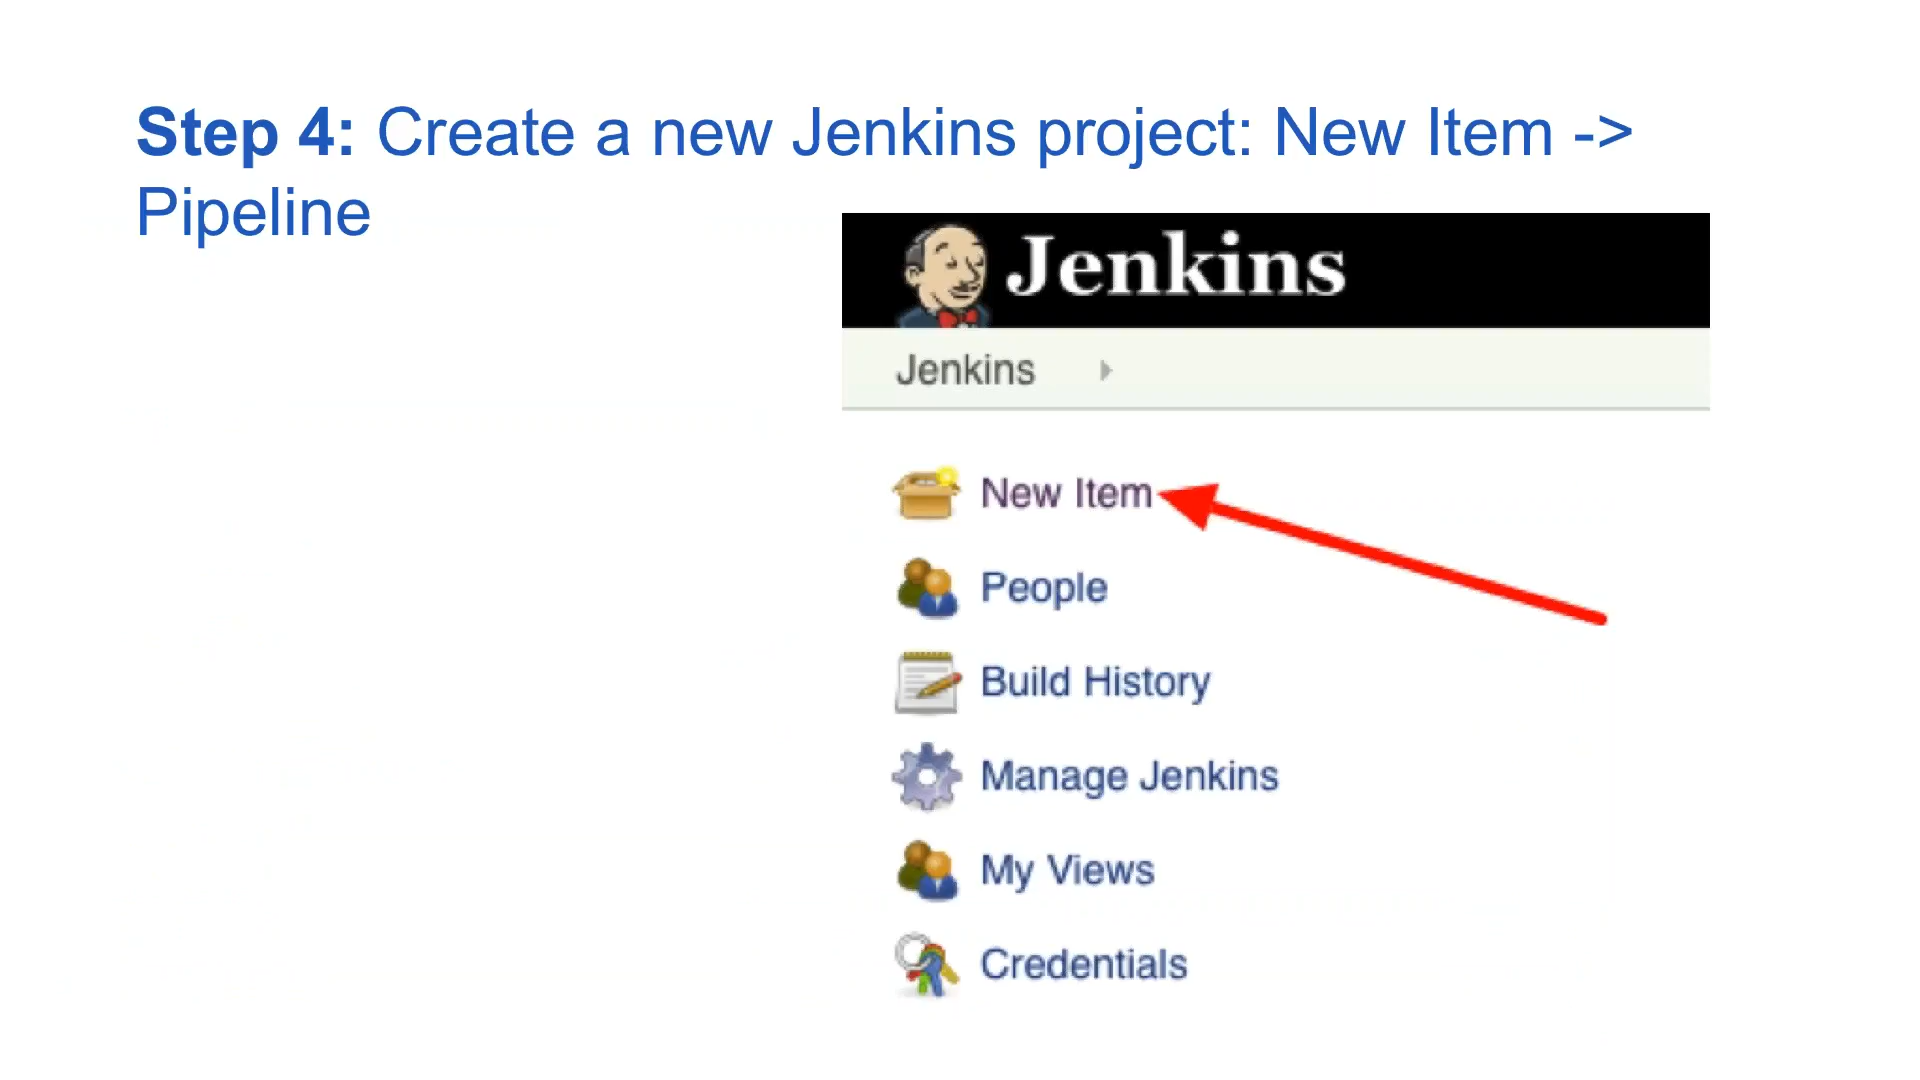 Step 4: Create a new Jenkins project: New Item ->
Pipeline
Jenkins
Jenkins
New Item
People
Build History
Manage Jenkins
My Views
Credentials